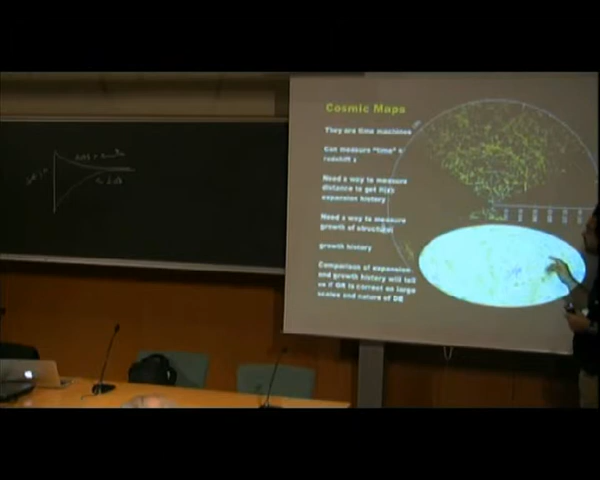 Cosmic Maps
They are time machines
Can measure "time"
redshift z
Need a way to measure
distance to get H(z)
expansion history
Need a way to measure
growth of structure
growth history
Comparison of expansion
and growth history will tell
us if GR is correct on large
scales and nature of DE